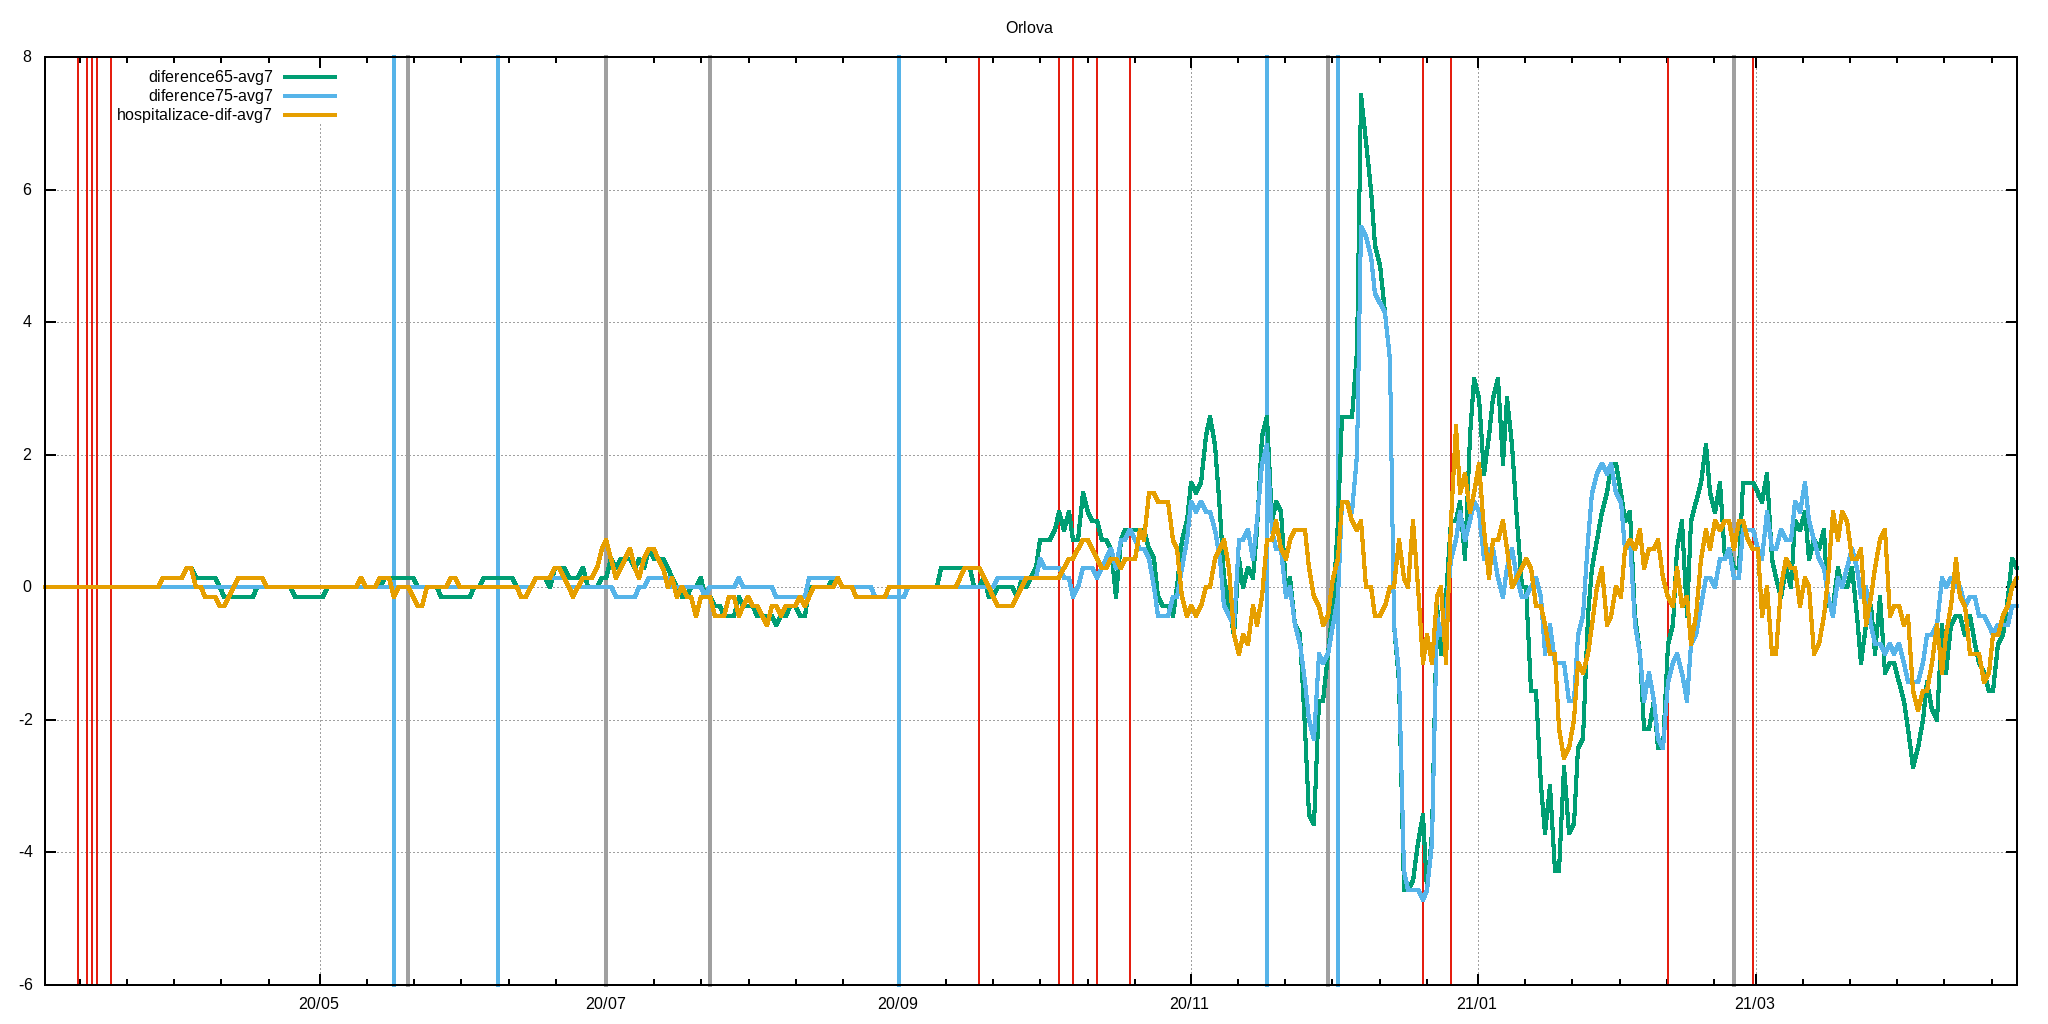 Orlova
diference65-avg7
diference75-avg7
hospitalizace-dif-avg7
8
6
4
2
0
-2
-4
-6
20/05 20/07 20/09 20/11 21/01 21/03